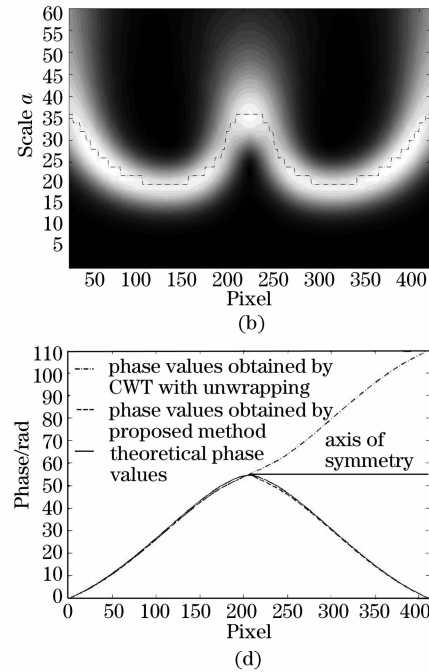 60
55
50
45
40
35
30
25
20
15
10
5
Scale a
50 100 150 200 250 300 350 400
Pixel
(b)
110
100
90
80
70
60
50
40
30
20
10
0
Phase/rad
phase values obtained by
CWT with unwrapping
phase values obtained by
proposed method
theoretical phase
values
axis of
symmetry
0 50 100 150 200 250 300 350 400
Pixel
(d)